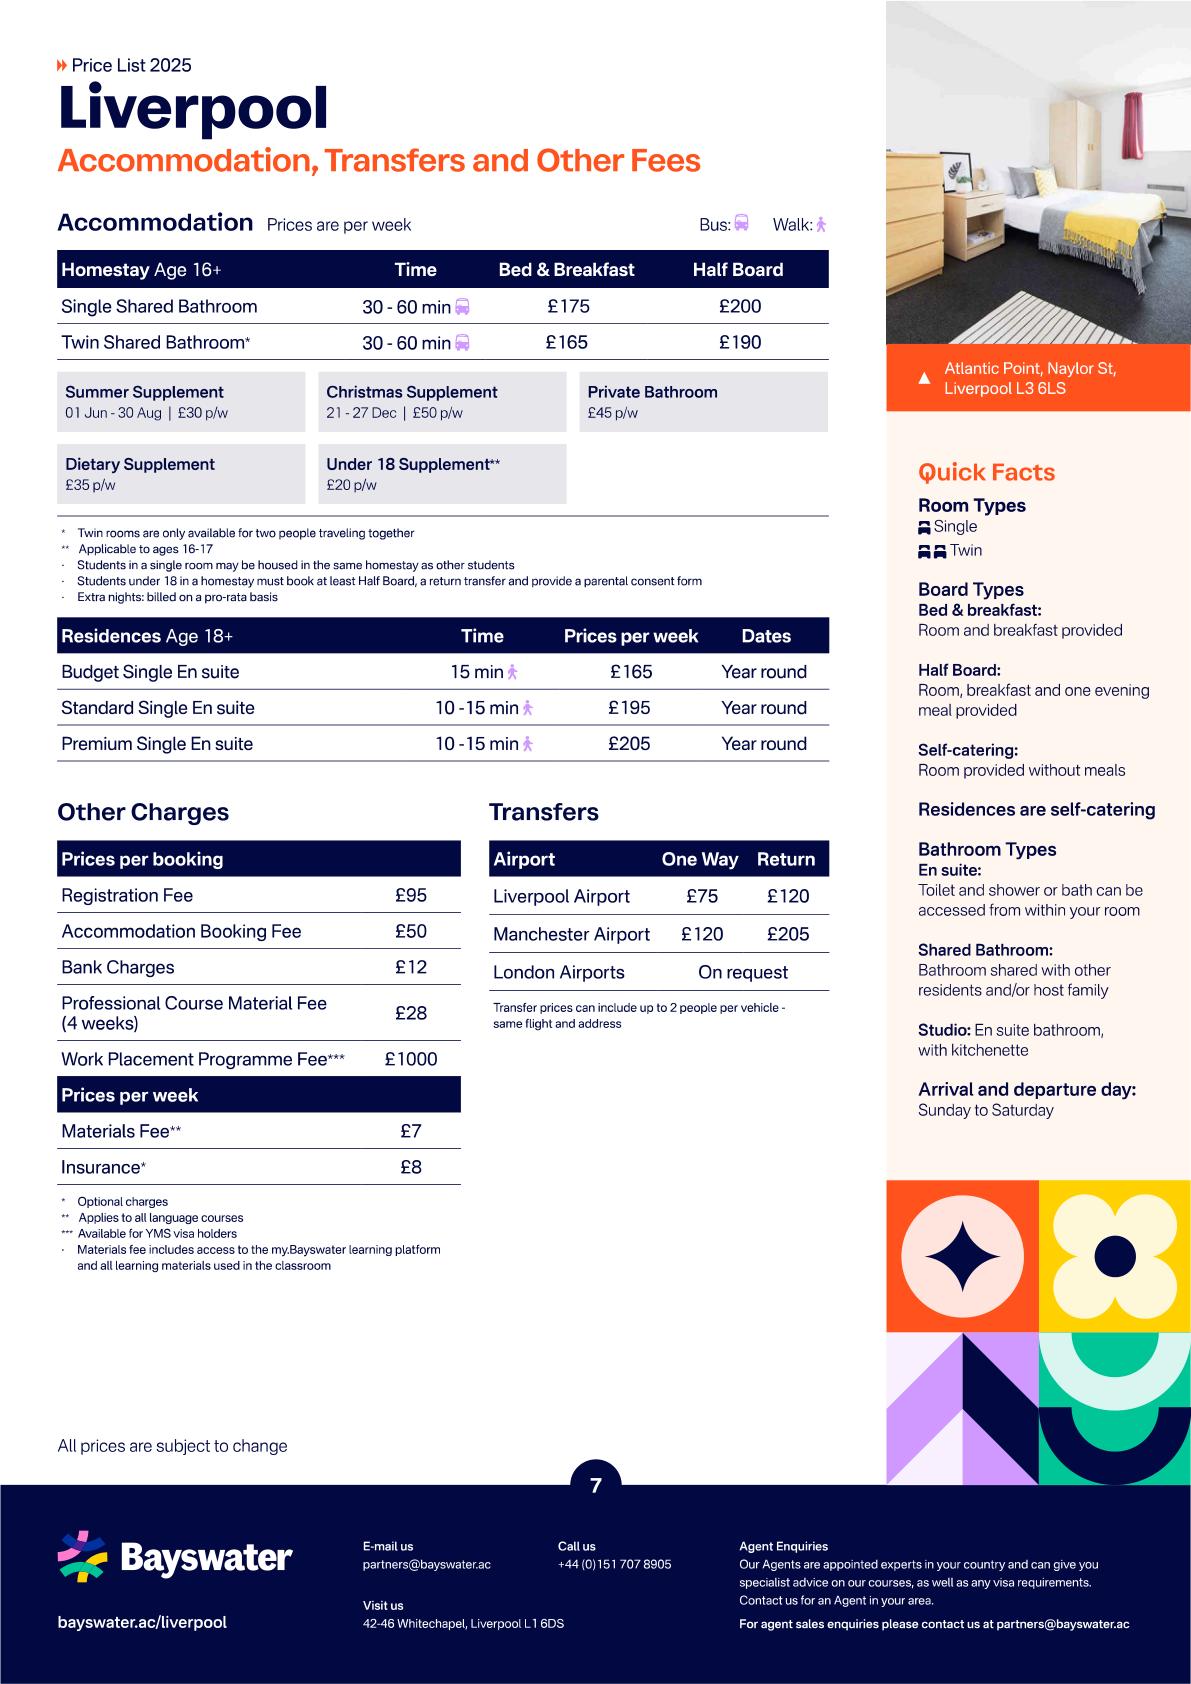 Price List 2025
Liverpool
Accommodation, Transfers and Other Fees
Accommodation Prices are per week Bus: Walk:
Homestay Age 16+ Time Bed & Breakfast Half Board
Single Shared Bathroom 30 - 60 min £175 £200
Twin Shared Bathroom* 30 - 60 min £165 £190
Summer Supplement
01 Jun - 30 Aug | £30 p/w
Christmas Supplement
21 - 27 Dec | £50 p/w
Private Bathroom
£45 p/w
Dietary Supplement
£35 p/w
Under 18 Supplement**
£20 p/w
* Twin rooms are only available for two people traveling together
** Applicable to ages 16-17
· Students in a single room may be housed in the same homestay as other students
· Students under 18 in a homestay must book at least Half Board, a return transfer and provide a parental consent form
· Extra nights: billed on a pro-rata basis
Residences Age 18+ Time Prices per week Dates
Budget Single En suite 15 min £165 Year round
Standard Single En suite 10 -15 min £195 Year round
Premium Single En suite 10 -15 min £205 Year round
Other Charges
Prices per booking
Registration Fee £95
Accommodation Booking Fee £50
Bank Charges £12
Professional Course Material Fee
(4 weeks) £28
Work Placement Programme Fee*** £1000
Prices per week
Materials Fee** £7
Insurance* £8
* Optional charges
** Applies to all language courses
*** Available for YMS visa holders
· Materials fee includes access to the my.Bayswater learning platform
and all learning materials used in the classroom
Transfers
Airport One Way Return
Liverpool Airport £75 £120
Manchester Airport £120 £205
London Airports On request
Transfer prices can include up to 2 people per vehicle -
same flight and address
Atlantic Point, Naylor St,
Liverpool L3 6LS
Quick Facts
Room Types
Single
Twin
Board Types
Bed & breakfast:
Room and breakfast provided
Half Board:
Room, breakfast and one evening
meal provided
Self-catering:
Room provided without meals
Residences are self-catering
Bathroom Types
En suite:
Toilet and shower or bath can be
accessed from within your room
Shared Bathroom:
Bathroom shared with other
residents and/or host family
Studio: En suite bathroom,
with kitchenette
Arrival and departure day:
Sunday to Saturday
All prices are subject to change
7
Bayswater
bayswater.ac/liverpool
E-mail us
partners@bayswater.ac
Visit us
42-46 Whitechapel, Liverpool L1 6DS
Call us
+44 (0)151 707 8905
Agent Enquiries
Our Agents are appointed experts in your country and can give you
specialist advice on our courses, as well as any visa requirements.
Contact us for an Agent in your area.
For agent sales enquiries please contact us at partners@bayswater.ac